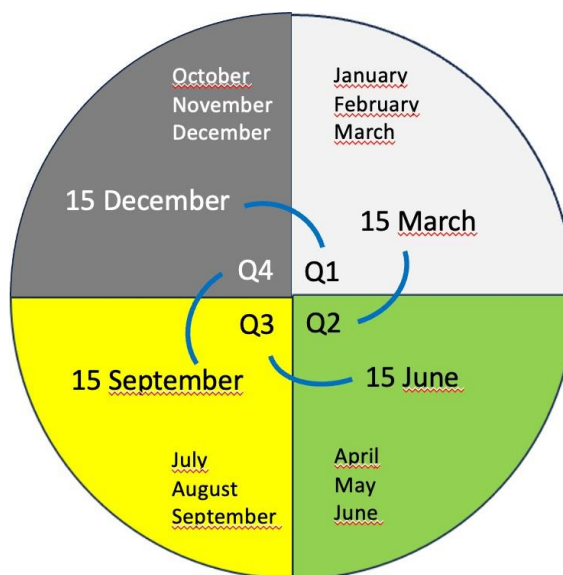 October
November
December
January
February
March
15 December
15 March
Q4
Q1
Q3
Q2
15 September
15 June
July
August
September
April
May
June